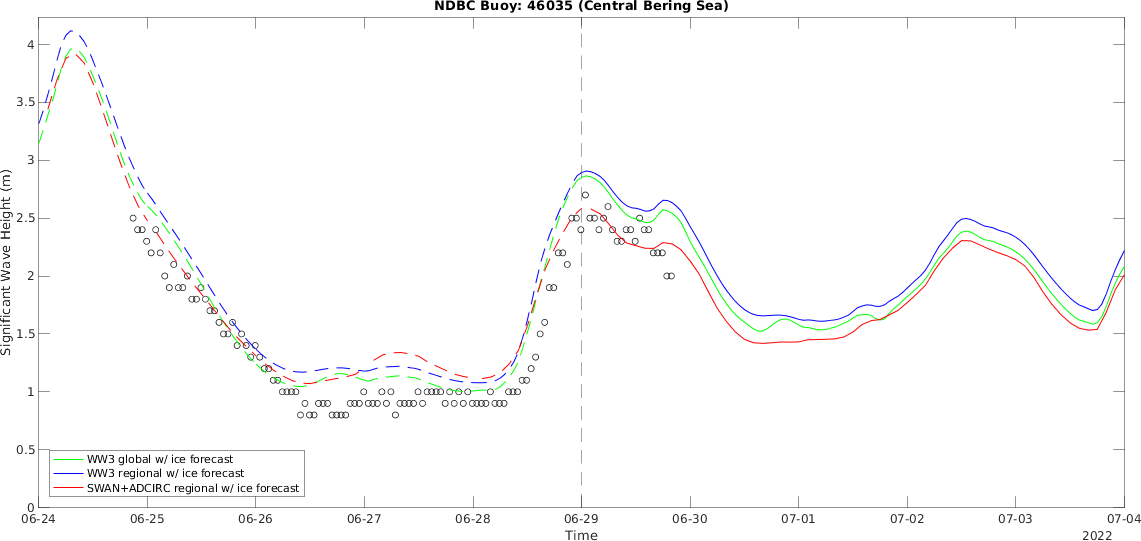 NDBC Buoy: 46035 (Central Bering Sea)
Significant Wave Height (m)
4
3.5
3
2.5
2
1.5
1
0.5
0
WW3 global w/ ice forecast
WW3 regional w/ ice forecast
SWAN+ADCIRC regional w/ ice forecast
06-24 06-25 06-26 06-27 06-28 06-29 06-30 07-01 07-02 07-03 07-04
Time
2022